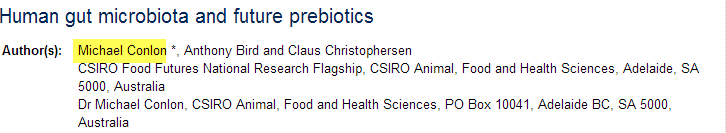 Human gut microbiota and future prebiotics
Author(s): Michael Conlon *, Anthony Bird and Claus Christophersen
CSIRO Food Futures National Research Flagship, CSIRO Animal, Food and Health Sciences, Adelaide, SA
5000, Australia
Dr Michael Conlon, CSIRO Animal, Food and Health Sciences, PO Box 10041, Adelaide BC, SA 5000,
Australia